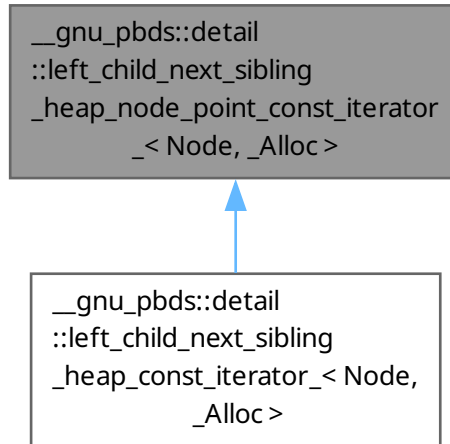 __gnu_pbds::detail
::left_child_next_sibling
_heap_node_point_const_iterator
_< Node, _Alloc >
__gnu_pbds::detail
::left_child_next_sibling
_heap_const_iterator_< Node,
_Alloc >